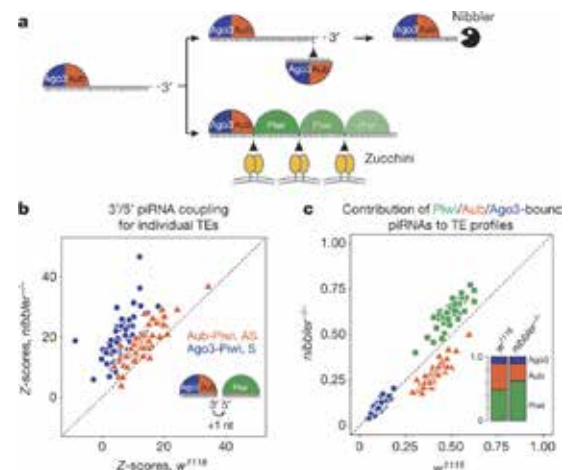 a
Nibbler
Ago3 Aub
3′
Ago3 Aub
Ago3 Aub
Ago3 Aub
3′
Ago3 Aub
Piwi
Piwi
Piwi
Zucchini
b
3′/5′ piRNA coupling
for individual TEs
Z-scores, nibbler−/−
40
20
0
Aub-Piwi, AS
Ago3-Piwi, S
Ago3 Aub
Piwi
3′ 5′
+1 nt
0
20
40
Z-scores, w1118
c
Contribution of Piwi/Aub/Ago3-bound
piRNAs to TE profiles
nibbler−/−
1.00
0.75
0.50
0.25
0
w1118
nibbler−/−
1.0
0
Ago3
Aub
Piwi
0
0.25
0.50
0.75
1.00
w1118